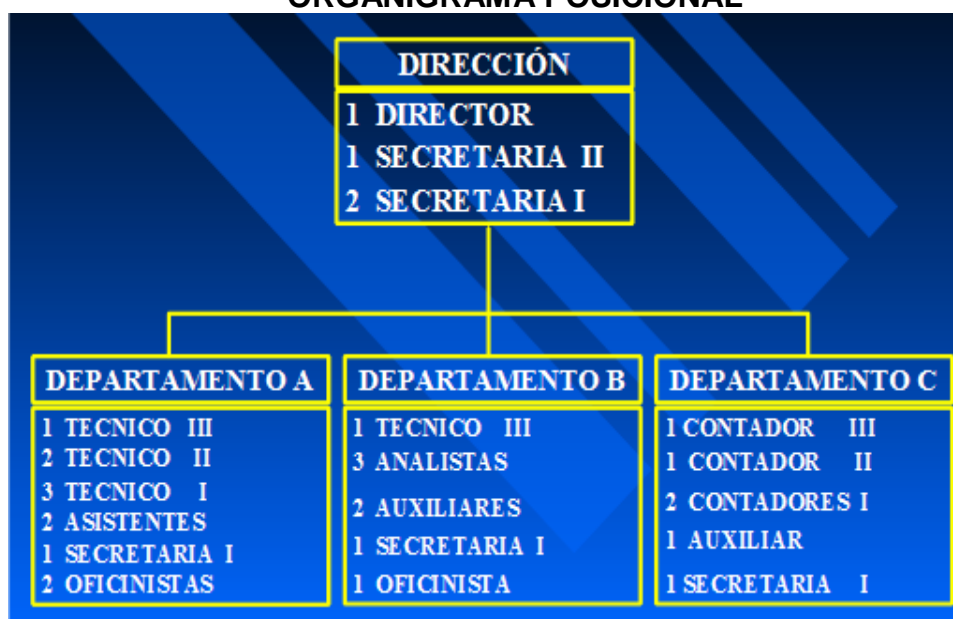 ORGANIGRAMA POSICIONAL
DIRECCIÓN
1 DIRECTOR
1 SECRETARIA II
2 SECRETARIA I
DEPARTAMENTO A
1 TECNICO III
2 TECNICO II
3 TECNICO I
2 ASISTENTES
1 SECRETARIA I
2 OFICINISTAS
DEPARTAMENTO B
1 TECNICO III
3 ANALISTAS
2 AUXILIARES
1 SECRETARIA I
1 OFICINISTA
DEPARTAMENTO C
1 CONTADOR III
1 CONTADOR II
2 CONTADORES I
1 AUXILIAR
1 SECRETARIA I